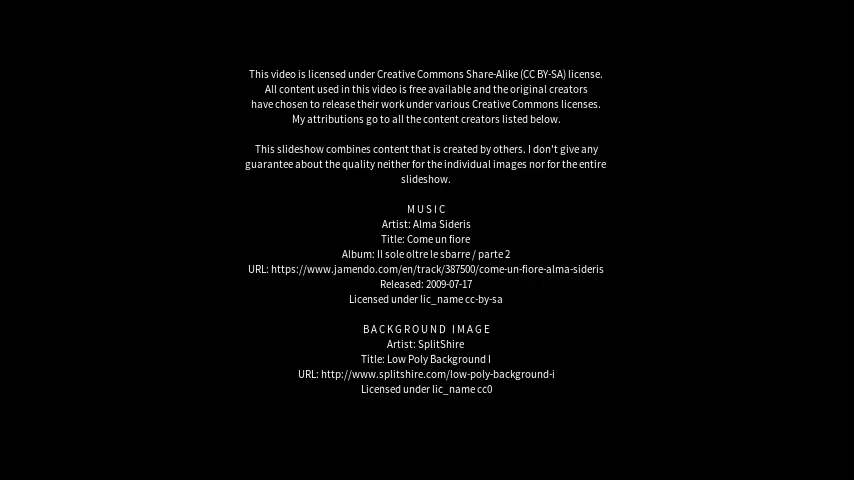 This video is licensed under Creative Commons Share-Alike (CC BY-SA) license.
All content used in this video is free available and the original creators
have chosen to release their work under various Creative Commons licenses.
My attributions go to all the content creators listed below.
This slideshow combines content that is created by others. I don't give any
guarantee about the quality neither for the individual images nor for the entire
slideshow.
MUSIC
Artist: Alma Sideris
Title: Come un fiore
Album: Il sole oltre le sbarre / parte 2
URL: https://www.jamendo.com/en/track/387500/come-un-fiore-alma-sideris
Released: 2009-07-17
Licensed under lic_name cc-by-sa
BACKGROUND IMAGE
Artist: SplitShire
Title: Low Poly Background I
URL: http://www.splitshire.com/low-poly-background-i
Licensed under lic_name cc0